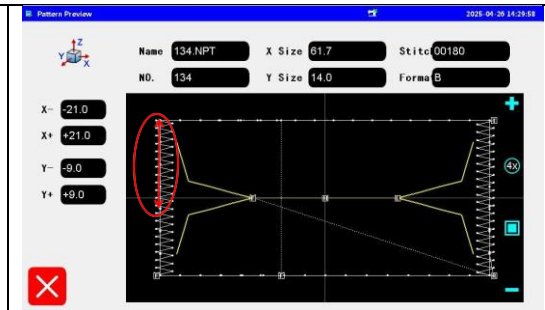 Pattern Preview 2025-04-26 14:29:58
Z
Y X
Name 134.NPT X Size 61.7 Stitc 00180
NO. 134 Y Size 14.0 Forma B
X- -21.0
X+ +21.0
Y- -9.0
Y+ +9.0
4x